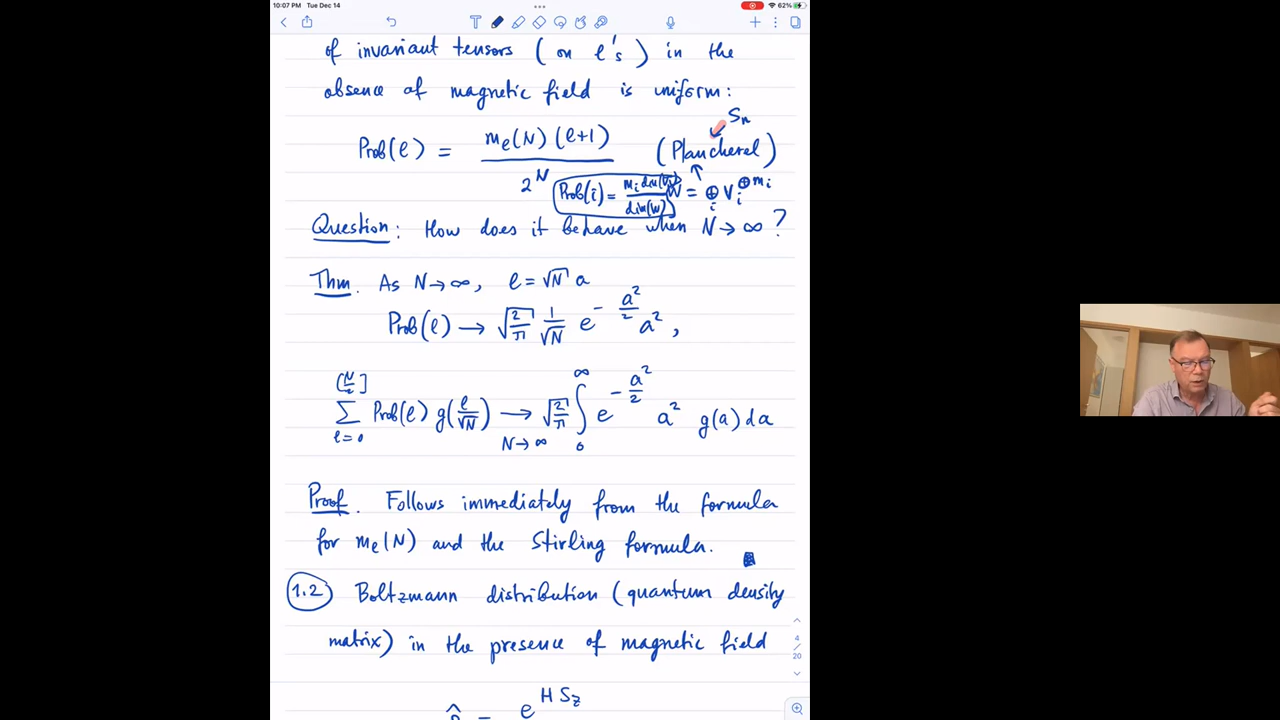 10:07 PM Tue Dec 14
62%
of invariant tensors ( on ℓ's ) in the
absence of magnetic field is uniform:
Sₙ
Prob(ℓ) = m_ℓ(N) (ℓ+1) / 2^N (Plancherel)
Prob(i) = m_i dim(V_i) / dim(W)
W = ⊕_i V_i^{⊕ m_i}
Question: How does it behave when N → ∞ ?
Thm. As N → ∞, ℓ = √N a
Prob(ℓ) → √(2/π) 1/√N e^{-a²/2} a²,
∑_{ℓ=0}^{[N/2]} Prob(ℓ) g(ℓ/√N) →_{N→∞} √(2/π) ∫_0^∞ e^{-a²/2} a² g(a) da
Proof. Follows immediately from the formula
for m_ℓ(N) and the Stirling formula.
1.2 Boltzmann distribution (quantum density
matrix) in the presence of magnetic field
4 / 20
= e^{H S_z}